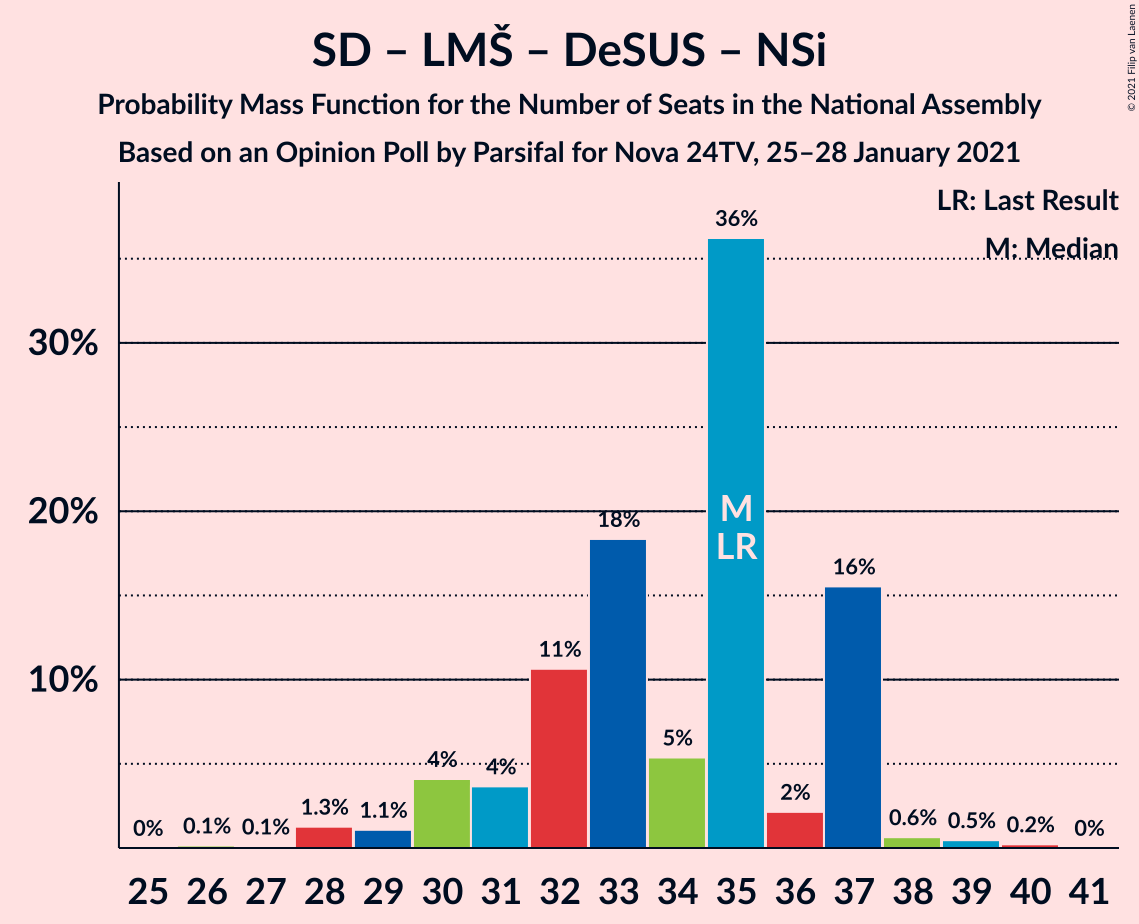 SD – LMŠ – DeSUS – NSi
Probability Mass Function for the Number of Seats in the National Assembly
Based on an Opinion Poll by Parsifal for Nova 24TV, 25–28 January 2021
© 2021 Filip van Laenen
LR: Last Result
M: Median
30%
20%
10%
0%
0.1%
0.1%
1.3%
1.1%
4%
4%
11%
18%
5%
36%
2%
16%
0.6%
0.5%
0.2%
0%
M
LR
25 26 27 28 29 30 31 32 33 34 35 36 37 38 39 40 41